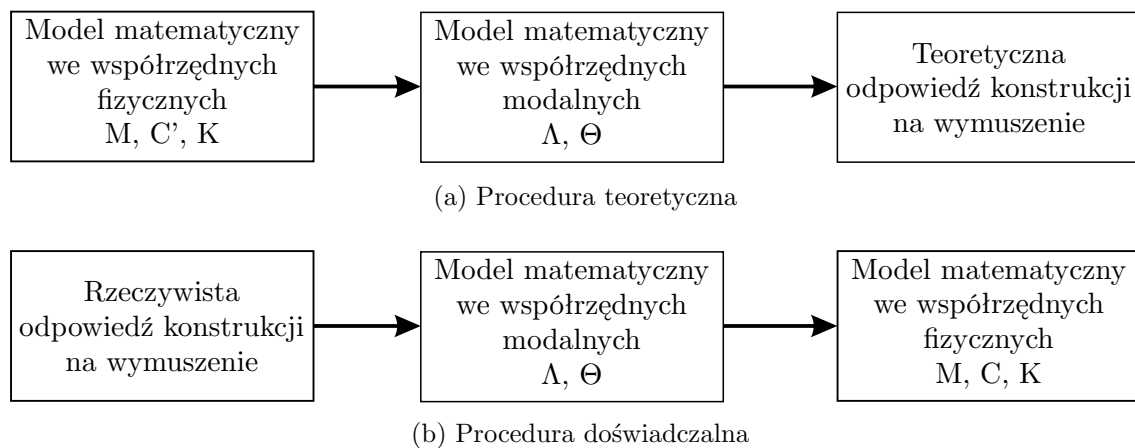 Model matematyczny
we współrzędnych
fizycznych
M, C’, K
Model matematyczny
we współrzędnych
modalnych
Λ, Θ
Teoretyczna
odpowiedź konstrukcji
na wymuszenie
(a) Procedura teoretyczna
Rzeczywista
odpowiedź konstrukcji
na wymuszenie
Model matematyczny
we współrzędnych
modalnych
Λ, Θ
Model matematyczny
we współrzędnych
fizycznych
M, C, K
(b) Procedura doświadczalna